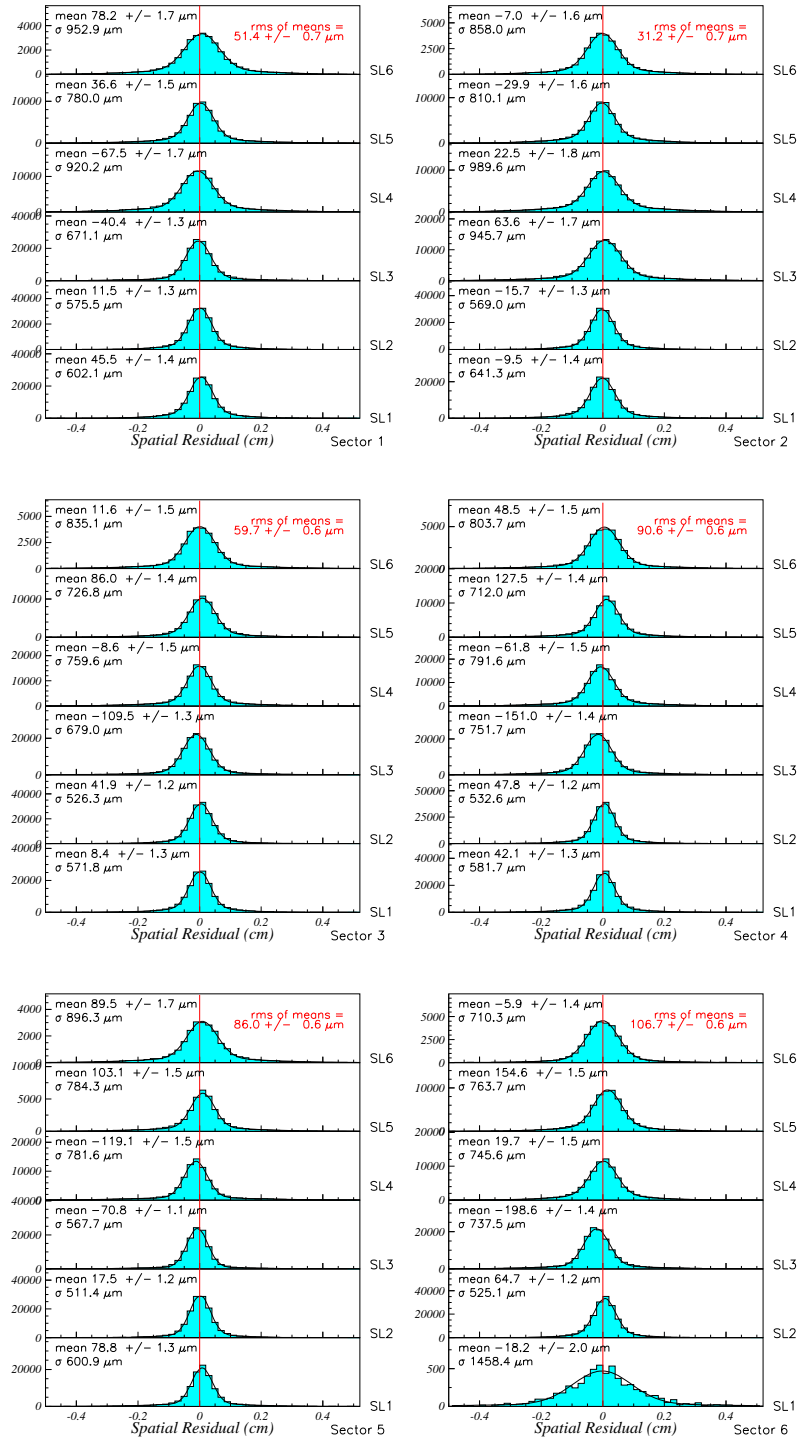 mean 78.2 +/- 1.7 μm
σ 952.9 μm
rms of means =
51.4 +/- 0.7 μm
4000
2000
0
SL6
mean 36.6 +/- 1.5 μm
σ 780.0 μm
10000
0
SL5
mean -67.5 +/- 1.7 μm
σ 920.2 μm
10000
0
SL4
mean -40.4 +/- 1.3 μm
σ 671.1 μm
40000
20000
0
SL3
mean 11.5 +/- 1.3 μm
σ 575.5 μm
40000
20000
0
SL2
mean 45.5 +/- 1.4 μm
σ 602.1 μm
40000
20000
0
SL1
-0.4 -0.2 0 0.2 0.4
Spatial Residual (cm)
Sector 1
mean -7.0 +/- 1.6 μm
σ 858.0 μm
rms of means =
31.2 +/- 0.7 μm
5000
2500
0
SL6
mean -29.9 +/- 1.6 μm
σ 810.1 μm
10000
5000
0
SL5
mean 22.5 +/- 1.8 μm
σ 989.6 μm
10000
0
SL4
mean 63.6 +/- 1.7 μm
σ 945.7 μm
20000
10000
0
SL3
mean -15.7 +/- 1.3 μm
σ 569.0 μm
40000
20000
0
SL2
mean -9.5 +/- 1.4 μm
σ 641.3 μm
20000
0
SL1
-0.4 -0.2 0 0.2 0.4
Spatial Residual (cm)
Sector 2
mean 11.6 +/- 1.5 μm
σ 835.1 μm
rms of means =
59.7 +/- 0.6 μm
5000
2500
0
SL6
mean 86.0 +/- 1.4 μm
σ 726.8 μm
10000
0
SL5
mean -8.6 +/- 1.5 μm
σ 759.6 μm
20000
10000
0
SL4
mean -109.5 +/- 1.3 μm
σ 679.0 μm
20000
0
SL3
mean 41.9 +/- 1.2 μm
σ 526.3 μm
40000
20000
0
SL2
mean 8.4 +/- 1.3 μm
σ 571.8 μm
40000
20000
0
SL1
-0.4 -0.2 0 0.2 0.4
Spatial Residual (cm)
Sector 3
mean 48.5 +/- 1.5 μm
σ 803.7 μm
rms of means =
90.6 +/- 0.6 μm
5000
0
SL6
mean 127.5 +/- 1.4 μm
σ 712.0 μm
20000
10000
0
SL5
mean -61.8 +/- 1.5 μm
σ 791.6 μm
20000
10000
0
SL4
mean -151.0 +/- 1.4 μm
σ 751.7 μm
20000
0
SL3
mean 47.8 +/- 1.2 μm
σ 532.6 μm
50000
25000
0
SL2
mean 42.1 +/- 1.3 μm
σ 581.7 μm
40000
20000
0
SL1
-0.4 -0.2 0 0.2 0.4
Spatial Residual (cm)
Sector 4
mean 89.5 +/- 1.7 μm
σ 896.3 μm
rms of means =
86.0 +/- 0.6 μm
4000
2000
0
SL6
mean 103.1 +/- 1.5 μm
σ 784.3 μm
10000
5000
0
SL5
mean -119.1 +/- 1.5 μm
σ 781.6 μm
20000
10000
0
SL4
mean -70.8 +/- 1.1 μm
σ 567.7 μm
40000
20000
0
SL3
mean 17.5 +/- 1.2 μm
σ 511.4 μm
40000
20000
0
SL2
mean 78.8 +/- 1.3 μm
σ 600.9 μm
20000
0
SL1
-0.4 -0.2 0 0.2 0.4
Spatial Residual (cm)
Sector 5
mean -5.9 +/- 1.4 μm
σ 710.3 μm
rms of means =
106.7 +/- 0.6 μm
5000
2500
0
SL6
mean 154.6 +/- 1.5 μm
σ 763.7 μm
10000
0
SL5
mean 19.7 +/- 1.5 μm
σ 745.6 μm
20000
10000
0
SL4
mean -198.6 +/- 1.4 μm
σ 737.5 μm
20000
0
SL3
mean 64.7 +/- 1.2 μm
σ 525.1 μm
40000
20000
0
SL2
mean -18.2 +/- 2.0 μm
σ 1458.4 μm
500
0
SL1
-0.4 -0.2 0 0.2 0.4
Spatial Residual (cm)
Sector 6